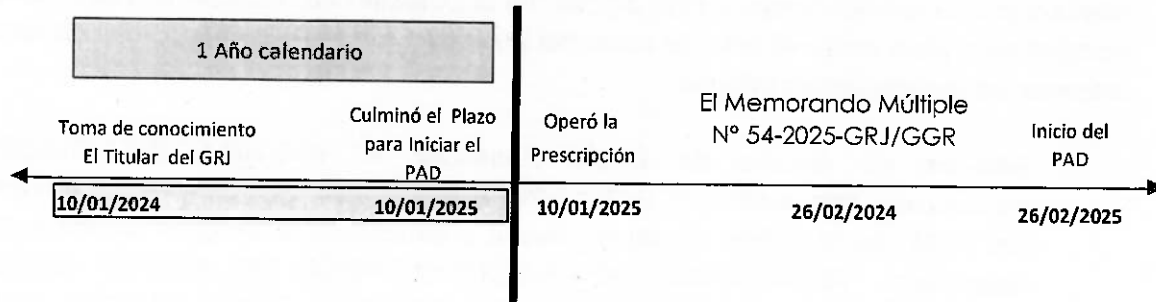 1 Año calendario
Toma de conocimiento
El Titular del GRJ
Culminó el Plazo
para Iniciar el
PAD
Operó la
Prescripción
El Memorando Múltiple
N° 54-2025-GRJ/GGR
Inicio del
PAD
10/01/2024
10/01/2025
10/01/2025
26/02/2024
26/02/2025